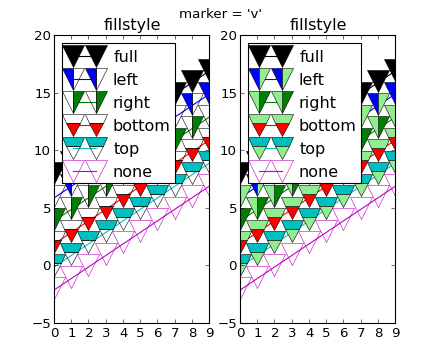 marker = 'v'
fillstyle
20
15
10
5
0
−5
full
left
right
bottom
top
none
0 1 2 3 4 5 6 7 8 9
fillstyle
20
15
10
5
0
−5
full
left
right
bottom
top
none
0 1 2 3 4 5 6 7 8 9